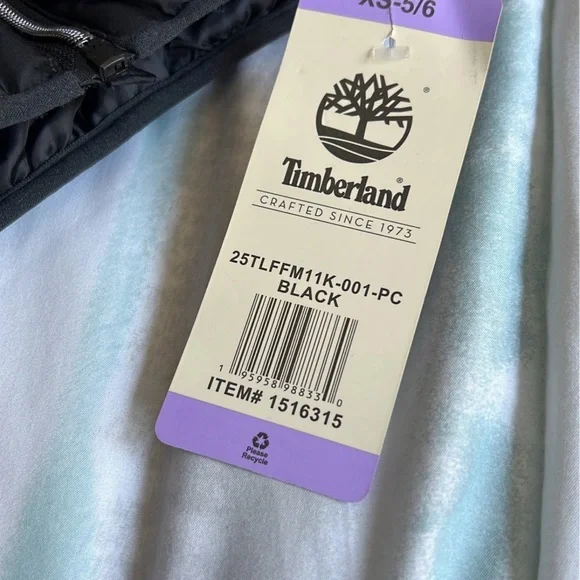 XS-5/6
Timberland®
CRAFTED SINCE 1973
25TLFFM11K-001-PC
BLACK
1 95958 98833 0
ITEM# 1516315
Please
Recycle